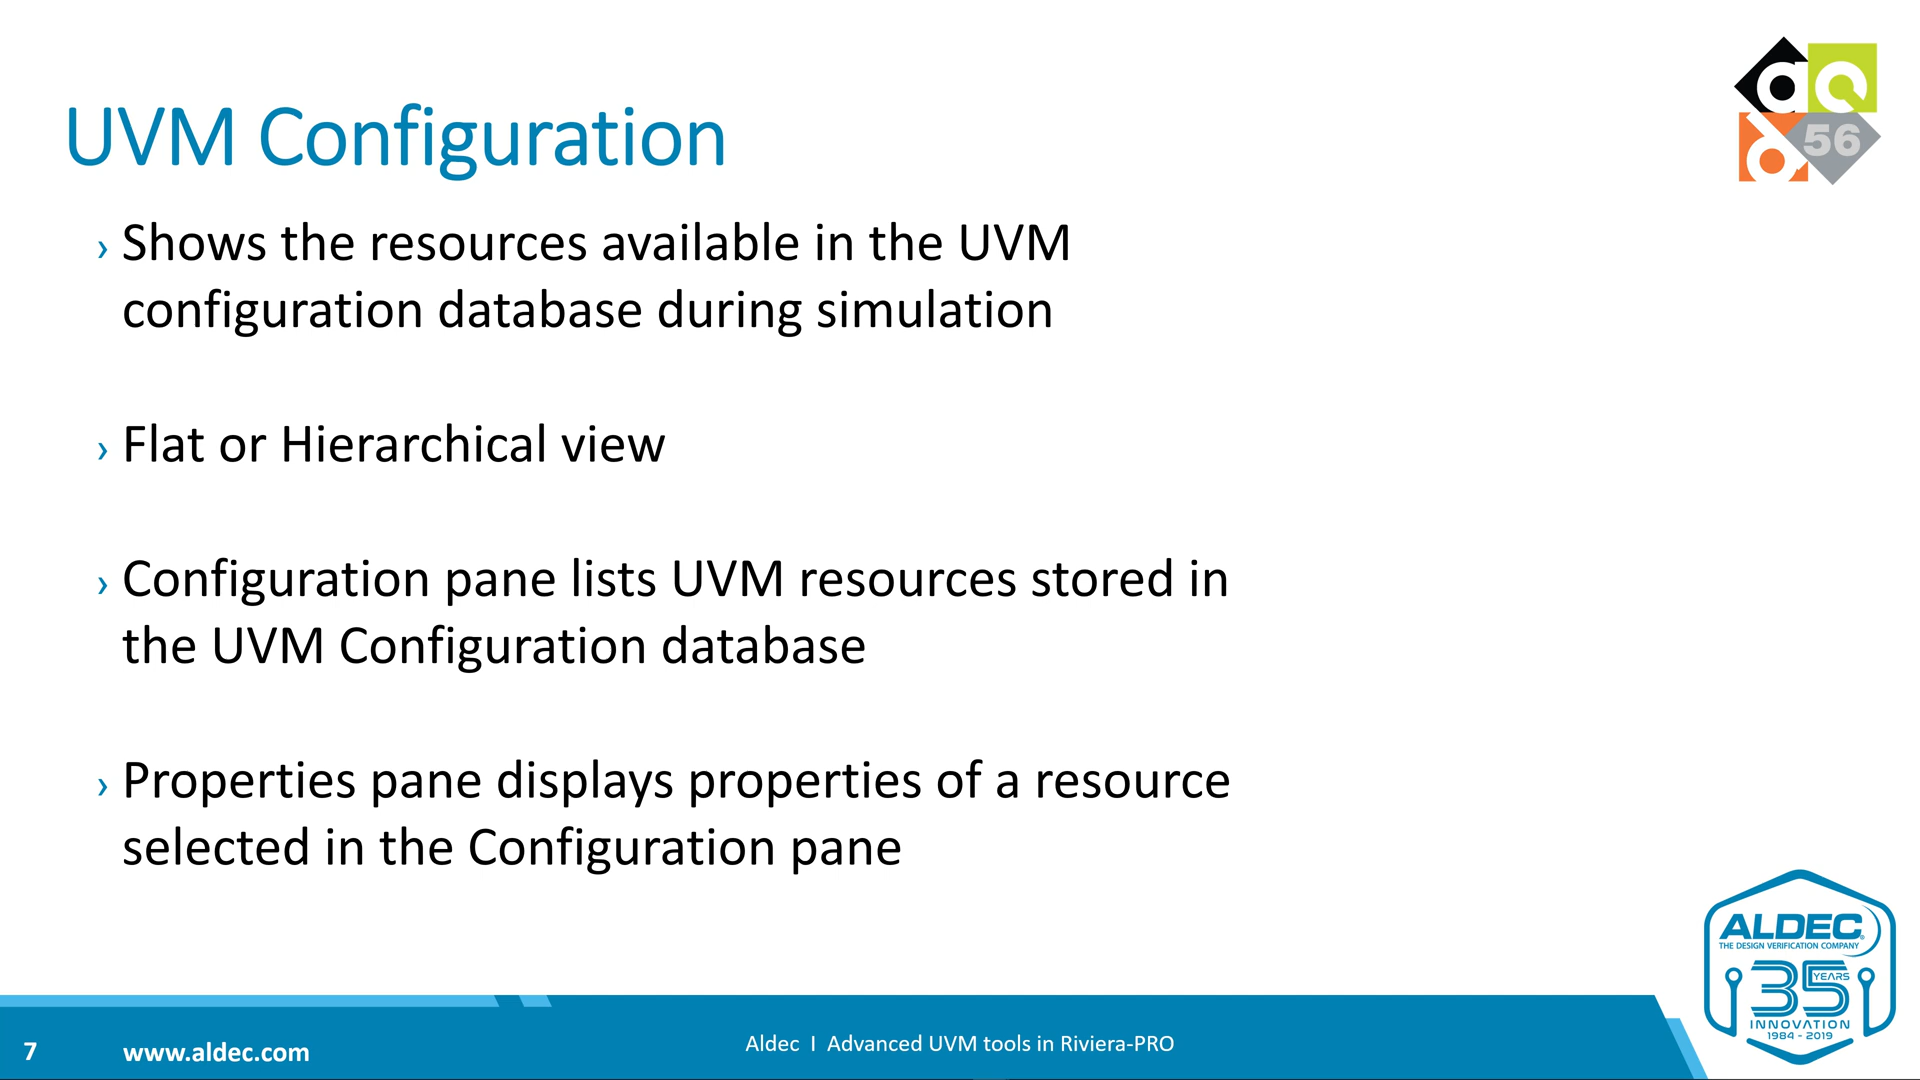 UVM Configuration
56
› Shows the resources available in the UVM
configuration database during simulation
› Flat or Hierarchical view
› Configuration pane lists UVM resources stored in
the UVM Configuration database
› Properties pane displays properties of a resource
selected in the Configuration pane
ALDEC®
THE DESIGN VERIFICATION COMPANY
35 YEARS
INNOVATION
1984 - 2019
7
www.aldec.com
Aldec I Advanced UVM tools in Riviera-PRO